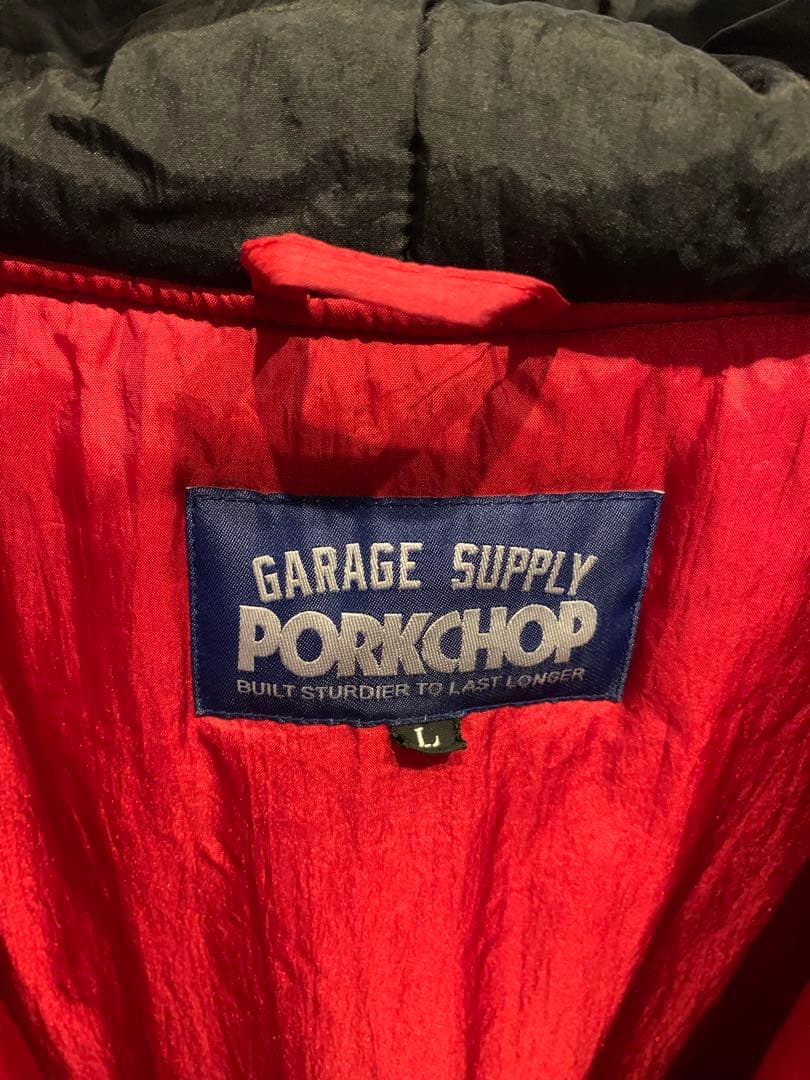 GARAGE SUPPLY
PORKCHOP
BUILT STURDIER TO LAST LONGER
L